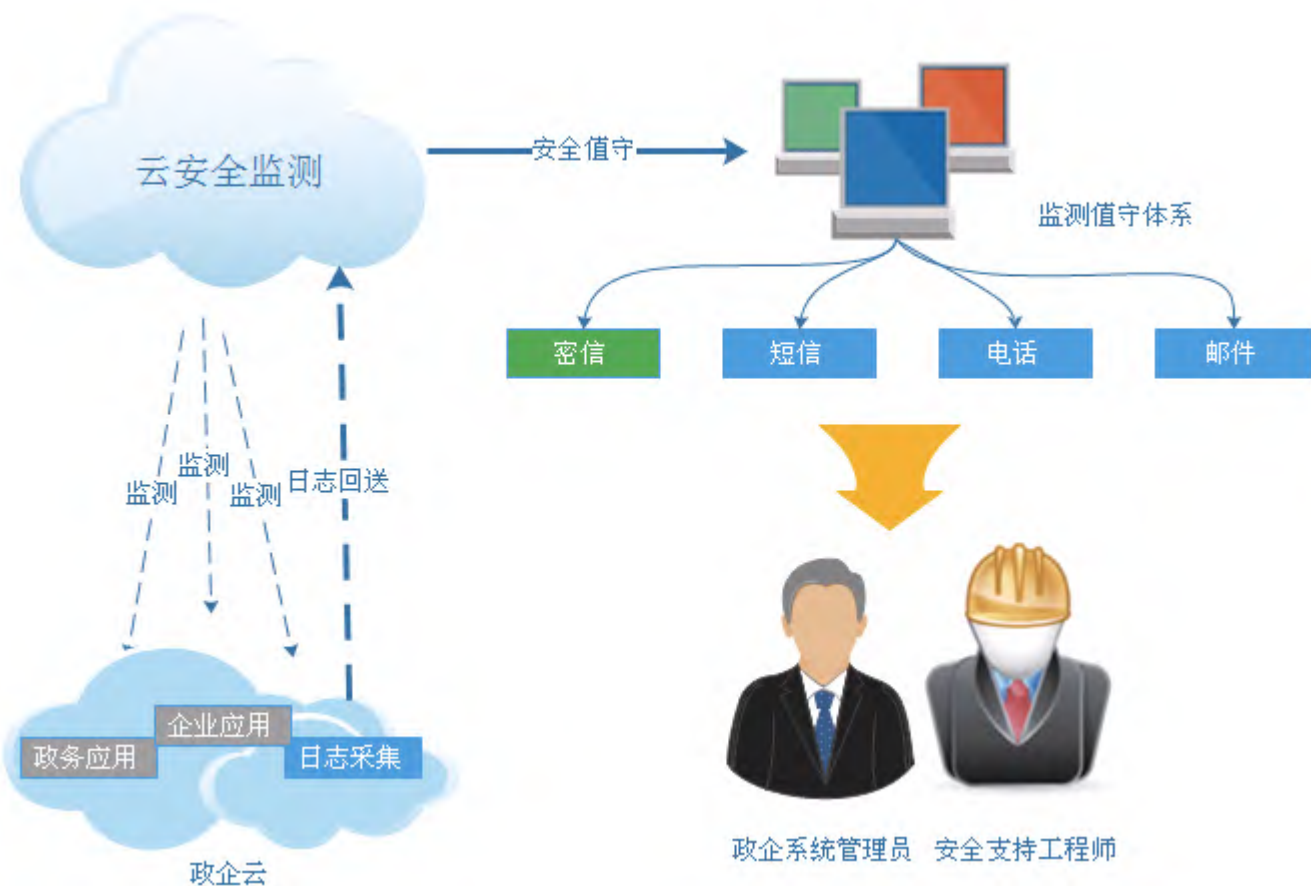 云安全监测
安全值守
监测值守体系
密信
短信
电话
邮件
监测
监测
监测
日志回送
企业应用
政务应用
日志采集
政企云
政企系统管理员
安全支持工程师